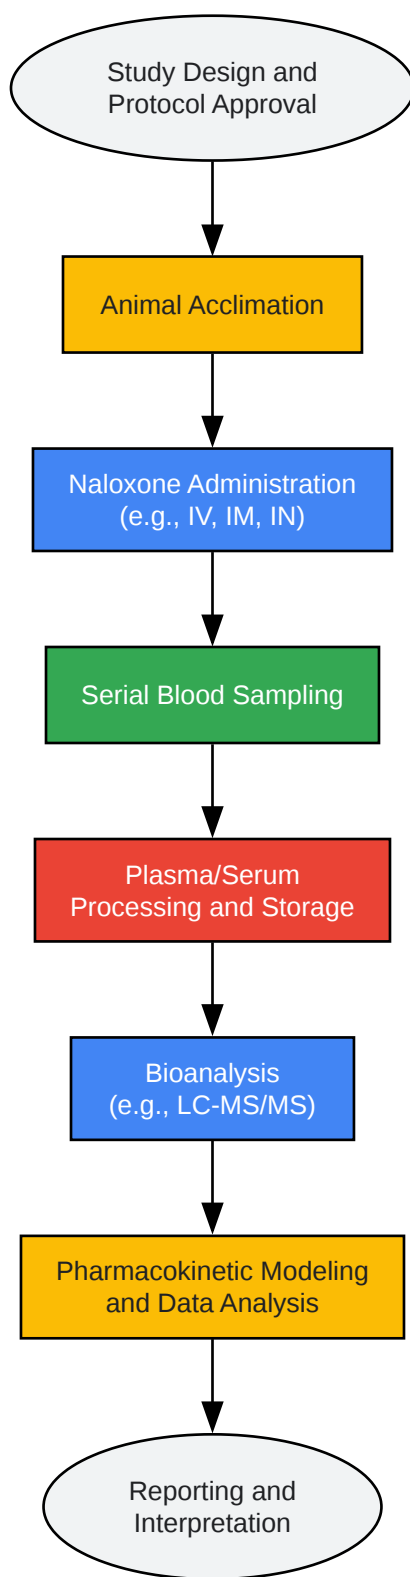 Study Design and
Protocol Approval
Animal Acclimation
Naloxone Administration
(e.g., IV, IM, IN)
Serial Blood Sampling
Plasma/Serum
Processing and Storage
Bioanalysis
(e.g., LC-MS/MS)
Pharmacokinetic Modeling
and Data Analysis
Reporting and
Interpretation